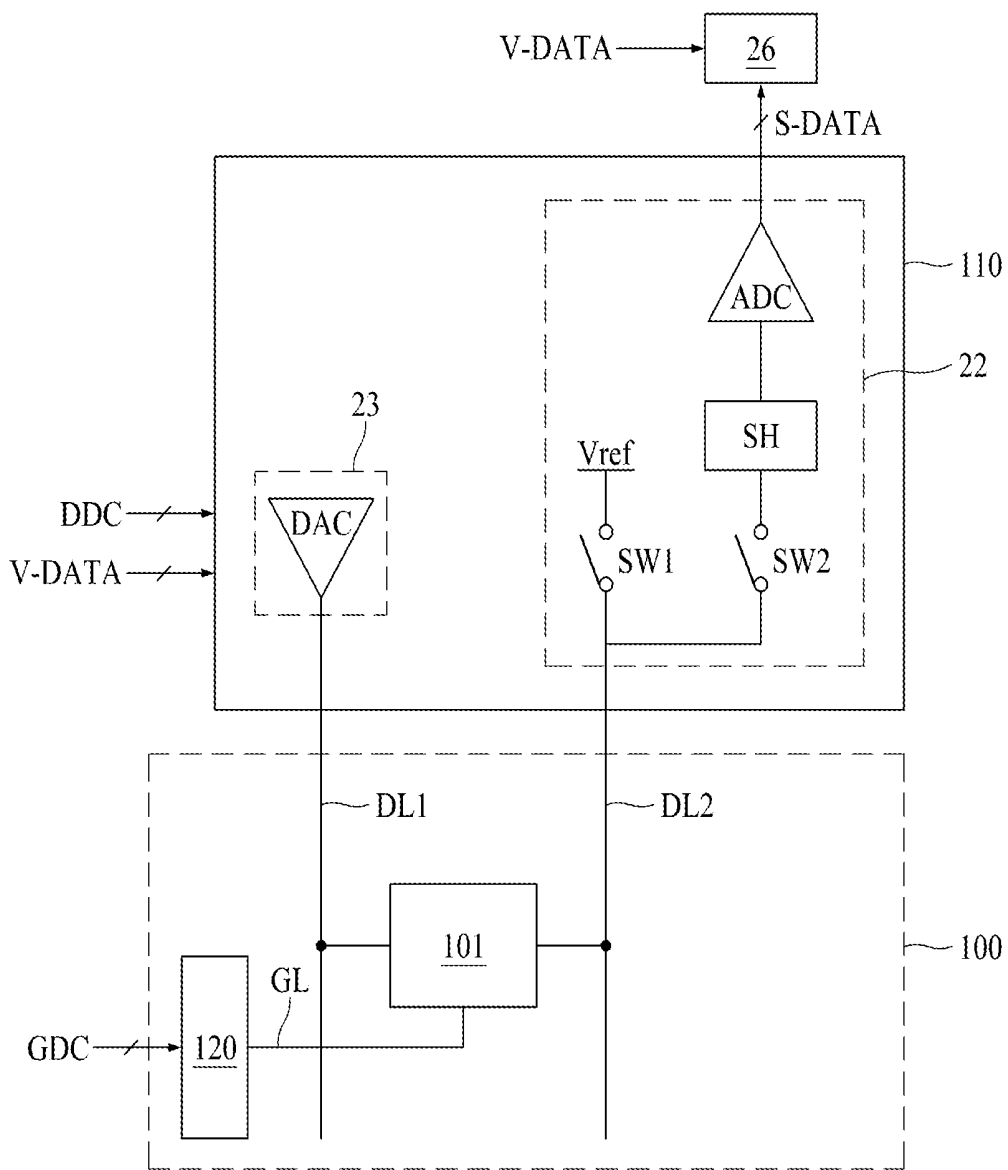 V-DATA
26
S-DATA
110
ADC
22
23
SH
Vref
DDC
DAC
SW1
SW2
V-DATA
DL1
DL2
101
100
GL
GDC
120